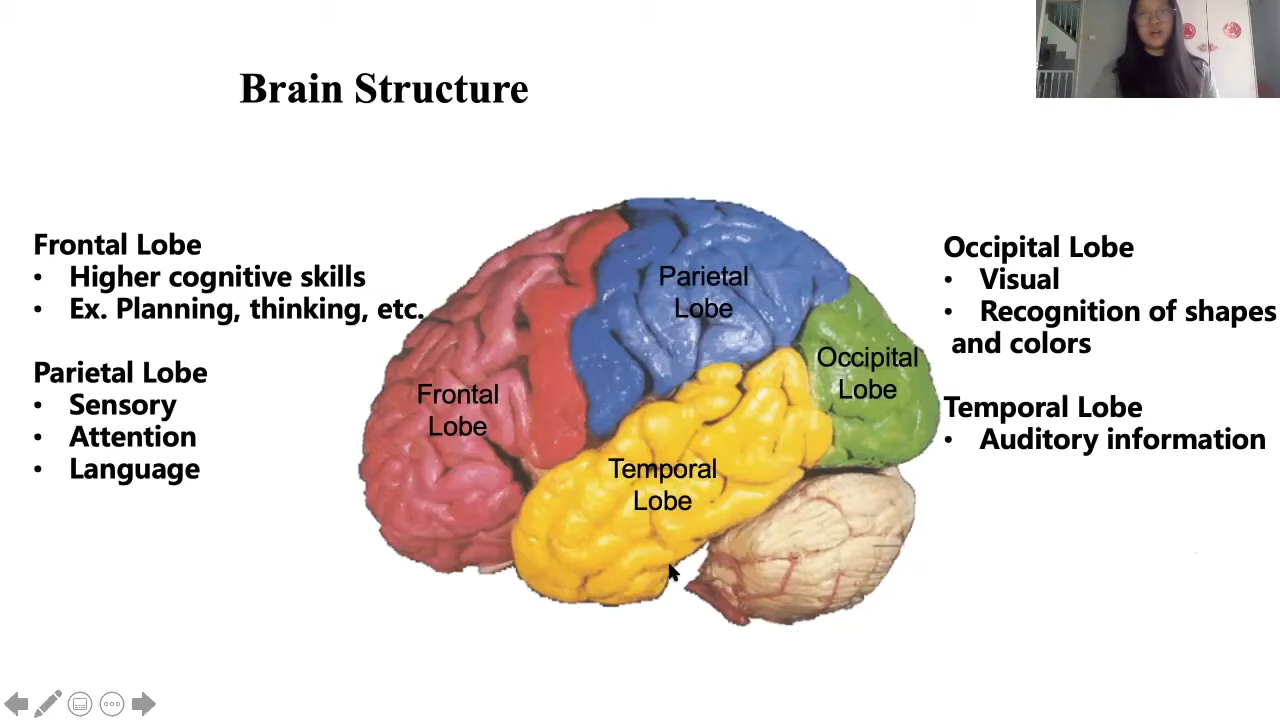 Brain Structure
Frontal Lobe
• Higher cognitive skills
• Ex. Planning, thinking, etc.
Parietal Lobe
• Sensory
• Attention
• Language
Parietal
Lobe
Frontal
Lobe
Occipital
Lobe
Temporal
Lobe
Occipital Lobe
• Visual
• Recognition of shapes
and colors
Temporal Lobe
• Auditory information